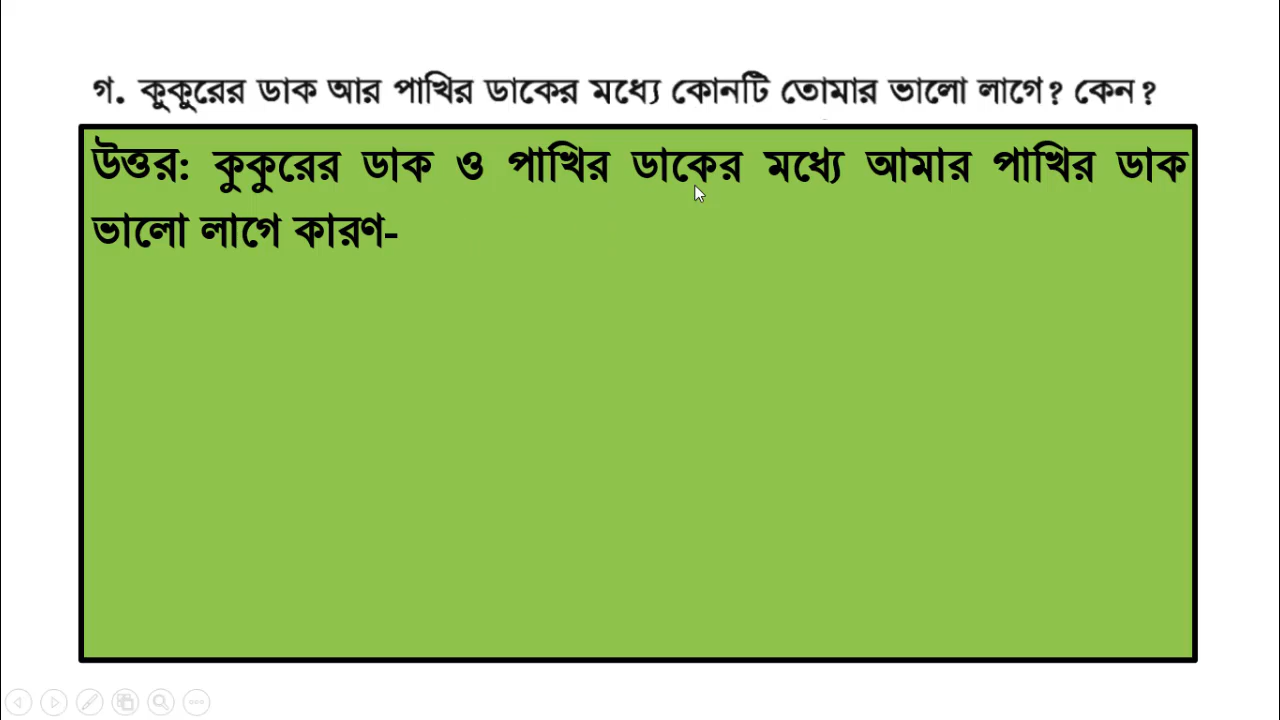 গ. কুকুরের ডাক আর পাখির ডাকের মধ্যে কোনটি তোমার ভালো লাগে? কেন?
উত্তর: কুকুরের ডাক ও পাখির ডাকের মধ্যে আমার পাখির ডাক
ভালো লাগে কারণ-